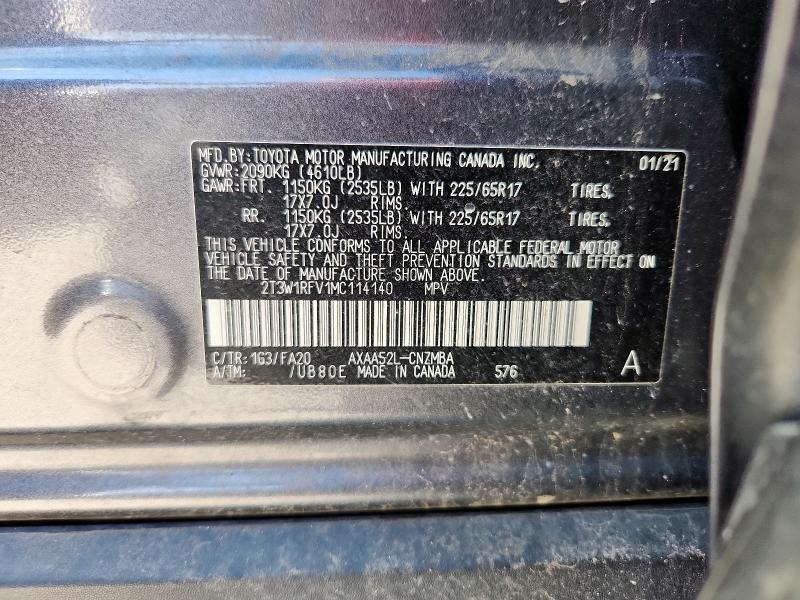 MFD.BY:TOYOTA MOTOR MANUFACTURING CANADA INC. 01/21
GVWR:2090KG (4610LB)
GAWR:FRT. 1150KG (2535LB) WITH 225/65R17 TIRES,
17X7.0J RIMS.
RR. 1150KG (2535LB) WITH 225/65R17 TIRES,
17X7.0J RIMS.
THIS VEHICLE CONFORMS TO ALL APPLICABLE FEDERAL MOTOR
VEHICLE SAFETY AND THEFT PREVENTION STANDARDS IN EFFECT ON
THE DATE OF MANUFACTURE SHOWN ABOVE.
2T3W1RFV1MC114140 MPV
C/TR:1G3/FA20 AXAA52L-CNZMBA
A/TM: /UB80E MADE IN CANADA 576 A